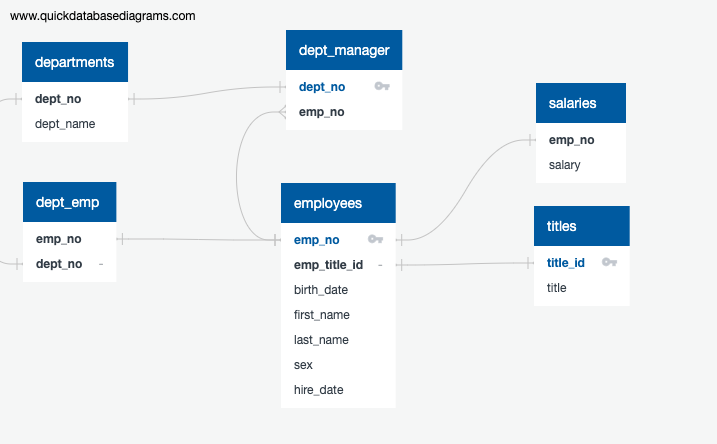 www.quickdatabasediagrams.com
departments
dept_no
dept_name
dept_manager
dept_no
emp_no
salaries
emp_no
salary
dept_emp
emp_no
dept_no -
employees
emp_no
emp_title_id -
birth_date
first_name
last_name
sex
hire_date
titles
title_id
title